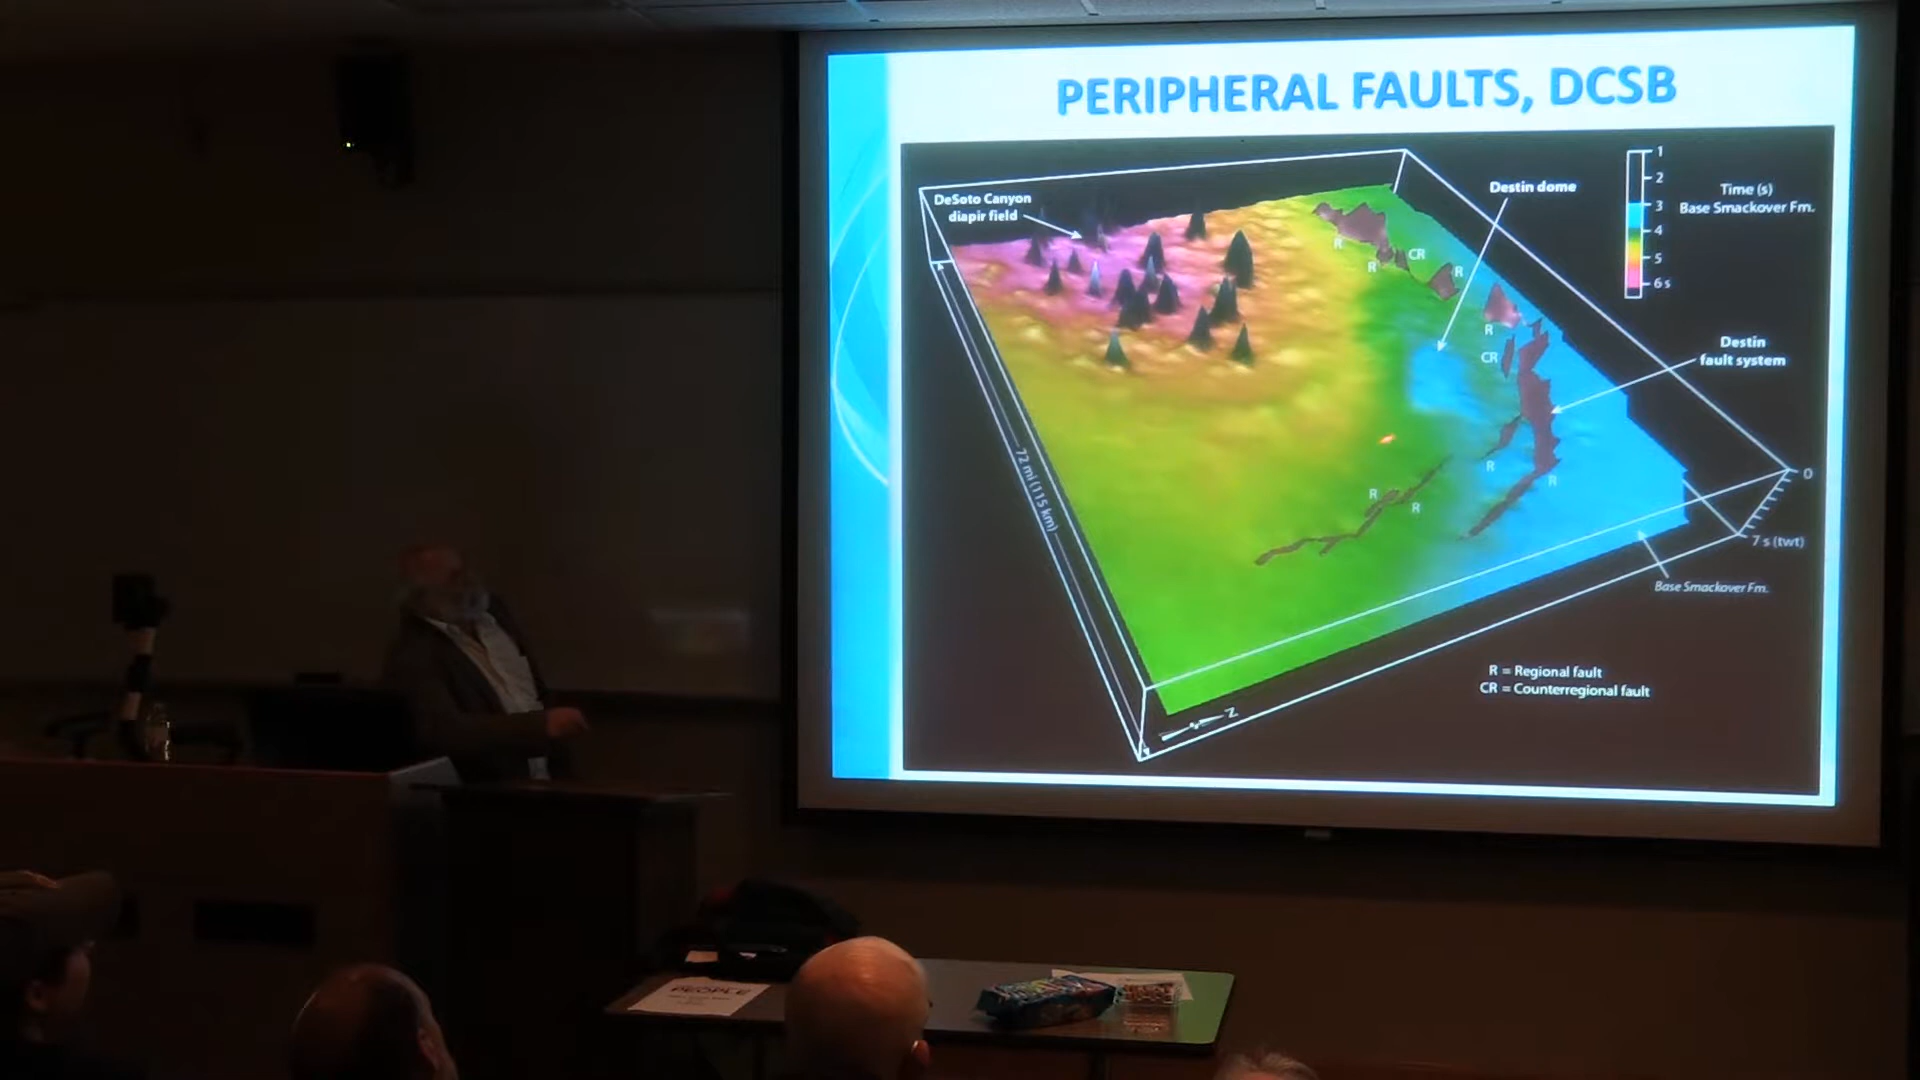 PERIPHERAL FAULTS, DCSB
DeSoto Canyon
diapir field
Destin dome
1
2
3
4
5
6 s
Time (s)
Base Smackover Fm.
R
R
CR
R
R
CR
Destin
fault system
72 mi (115 km)
R
R
R
R
0
7 s (twt)
Base Smackover Fm.
R = Regional fault
CR = Counterregional fault
N
PEOPLE